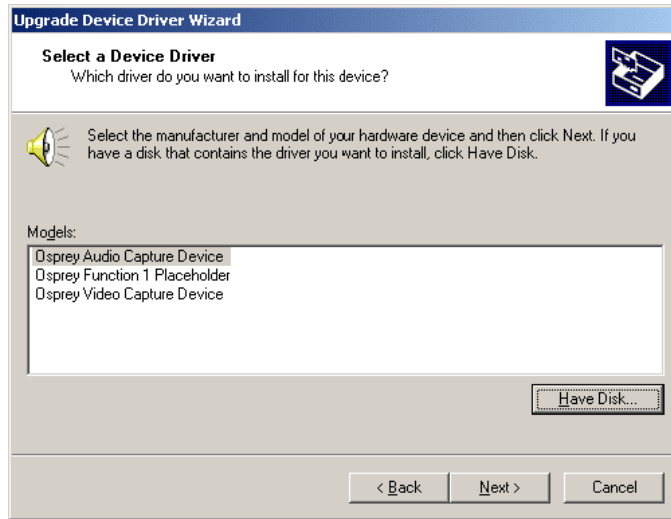 Upgrade Device Driver Wizard
Select a Device Driver
Which driver do you want to install for this device?
Select the manufacturer and model of your hardware device and then click Next. If you
have a disk that contains the driver you want to install, click Have Disk.
Models:
Osprey Audio Capture Device
Osprey Function 1 Placeholder
Osprey Video Capture Device
Have Disk...
< Back
Next >
Cancel